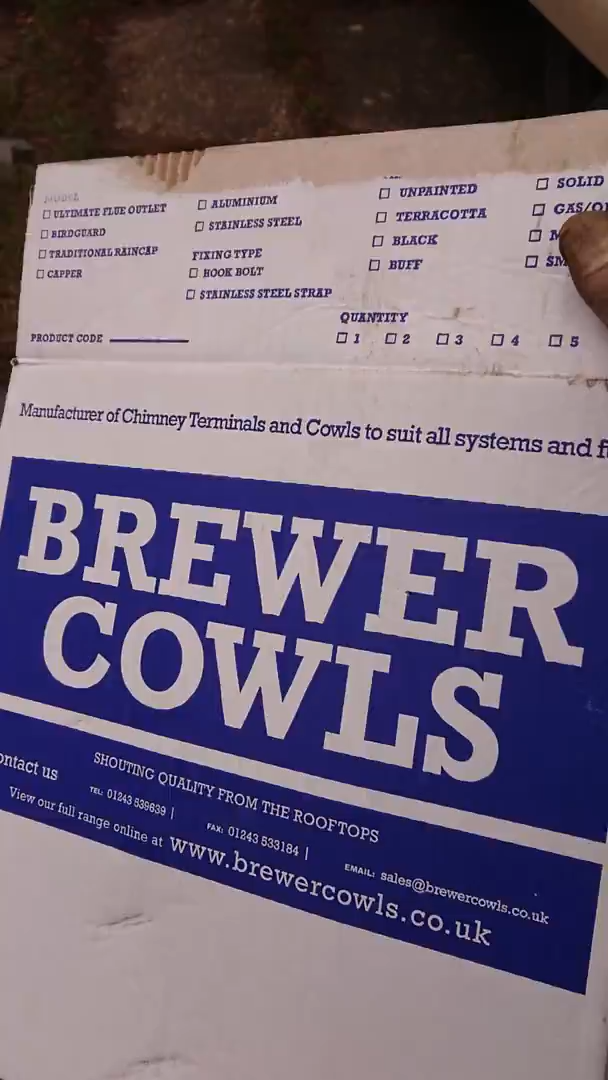 MODEL
ULTIMATE FLUE OUTLET
BIRDGUARD
TRADITIONAL RAINCAP
CAPPER
ALUMINIUM
STAINLESS STEEL
FIXING TYPE
HOOK BOLT
STAINLESS STEEL STRAP
UNPAINTED
TERRACOTTA
BLACK
BUFF
SOLID
PRODUCT CODE
QUANTITY
1 2 3 4 5
Manufacturer of Chimney Terminals and Cowls to suit all systems and
BREWER
COWLS
SHOUTING QUALITY FROM THE ROOFTOPS
ontact us TEL: 01243 539639 | FAX: 01243 533184 | EMAIL: sales@brewercowls.co.uk
View our full range online at www.brewercowls.co.uk